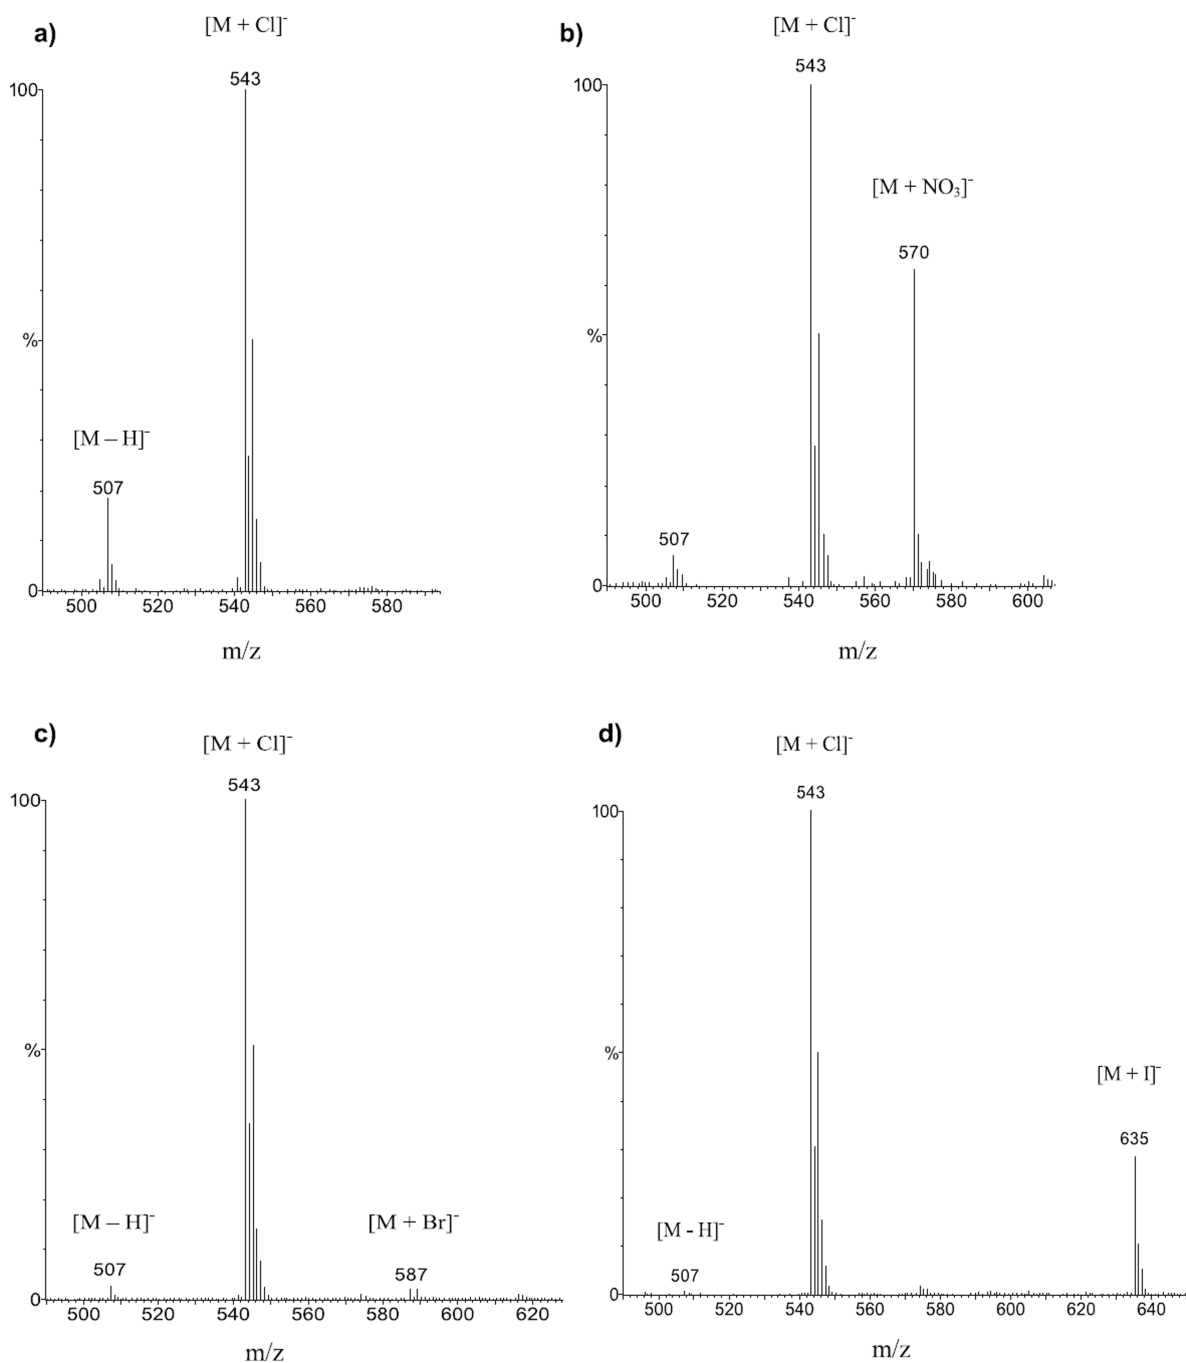 a)
[M + Cl]⁻
543
100
%
[M – H]⁻
507
0
500 520 540 560 580
m/z
b)
[M + Cl]⁻
543
100
[M + NO₃]⁻
570
%
507
0
500 520 540 560 580 600
m/z
c)
[M + Cl]⁻
543
100
%
[M – H]⁻
507
[M + Br]⁻
587
0
500 520 540 560 580 600 620
m/z
d)
[M + Cl]⁻
543
100
%
[M + I]⁻
635
[M - H]⁻
507
0
500 520 540 560 580 600 620 640
m/z